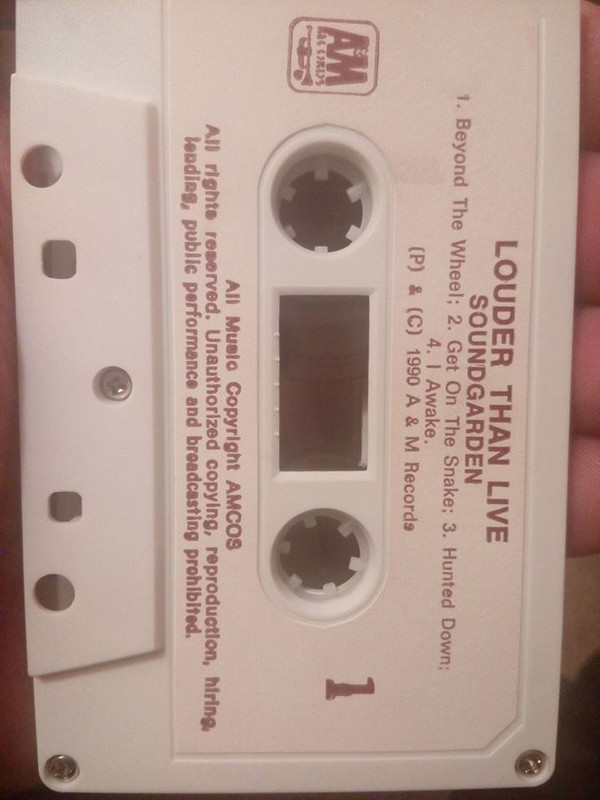 A&M
RECORDS
LOUDER THAN LIVE
SOUNDGARDEN
1. Beyond The Wheel; 2. Get On The Snake; 3. Hunted Down;
4. I Awake.
(P) & (C) 1990 A & M Records
1
All Music Copyright AMCOS
All rights reserved. Unauthorized copying, reproduction, hiring,
lending, public performance and broadcasting prohibited.